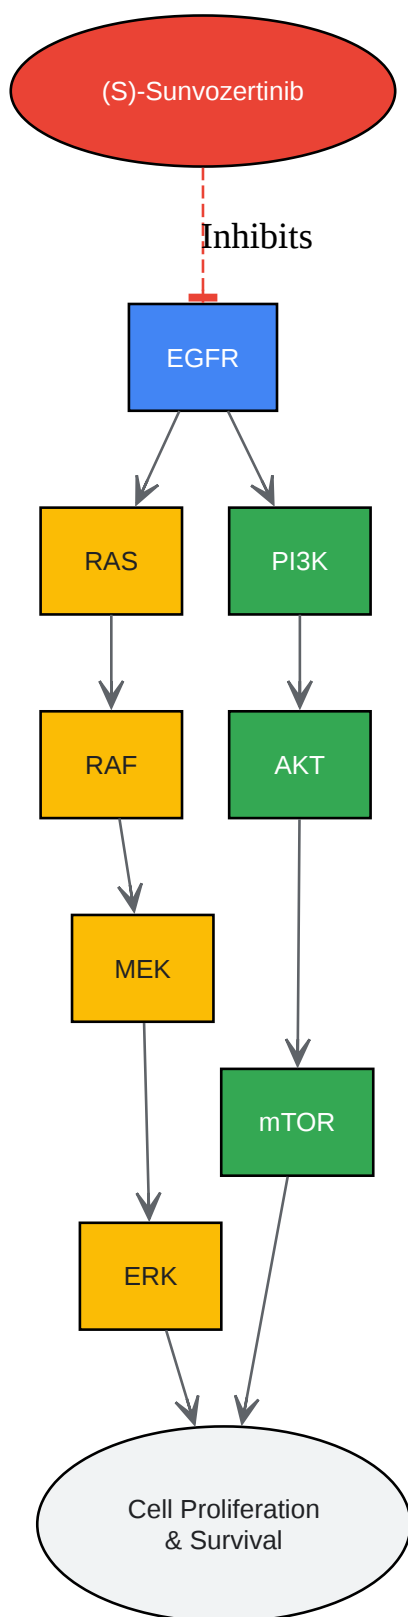 (S)-Sunvozertinib
Inhibits
EGFR
RAS
PI3K
RAF
AKT
MEK
mTOR
ERK
Cell Proliferation
& Survival